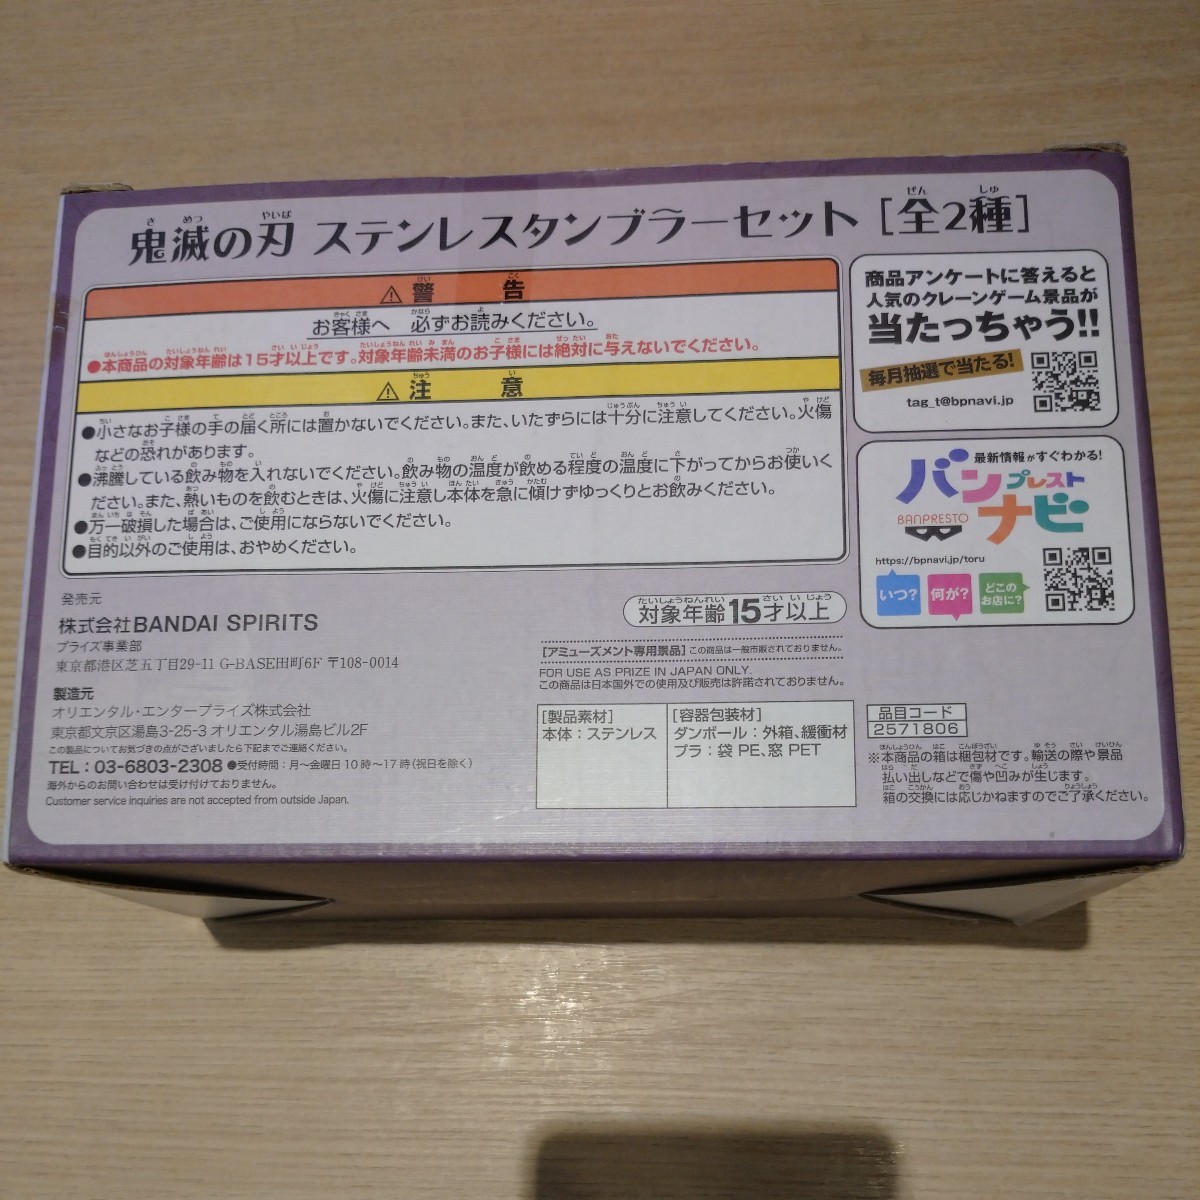 鬼滅の刃 ステンレスタンブラーセット [全2種]
⚠警告
お客様へ 必ずお読みください。
●本商品の対象年齢は15才以上です。対象年齢未満のお子様には絶対に与えないでください。
⚠注意
●小さなお子様の手の届く所には置かないでください。また、いたずらには十分に注意してください。火傷
などの恐れがあります。
●沸騰している飲み物を入れないでください。飲み物の温度が飲める程度の温度に下がってからお使いく
ださい。また、熱いものを飲むときは、火傷に注意し本体を急に傾けずゆっくりとお飲みください。
●万一破損した場合は、ご使用にならないでください。
●目的以外のご使用は、おやめください。
商品アンケートに答えると
人気のクレーンゲーム景品が
当たっちゃう!!
毎月抽選で当たる!
tag_t@bpnavi.jp
最新情報がすぐわかる!
バンプレストナビ
BANPRESTO
https://bpnavi.jp/toru
いつ?
何が?
どこの
お店に?
発売元
株式会社BANDAI SPIRITS
プライズ事業部
東京都港区芝五丁目29-11 G-BASE田町6F 〒108-0014
製造元
オリエンタル・エンタープライズ株式会社
東京都文京区湯島3-25-3 オリエンタル湯島ビル2F
この製品についてお気づきの点がございましたら下記までご連絡ください。
TEL：03-6803-2308 ●受付時間：月〜金曜日10時〜17時(祝日を除く)
海外からのお問い合わせは受け付けておりません。
Customer service inquiries are not accepted from outside Japan.
対象年齢15才以上
[アミューズメント専用景品] この商品は一般市販されておりません。
FOR USE AS PRIZE IN JAPAN ONLY.
この商品は日本国外での使用及び販売は許諾されておりません。
[製品素材]
本体：ステンレス
[容器包装材]
ダンボール：外箱、緩衝材
プラ：袋 PE、窓 PET
品目コード
2571806
※本商品の箱は梱包材です。輸送の際や景品
払い出しなどで傷や凹みが生じます。
箱の交換には応じかねますのでご了承ください。